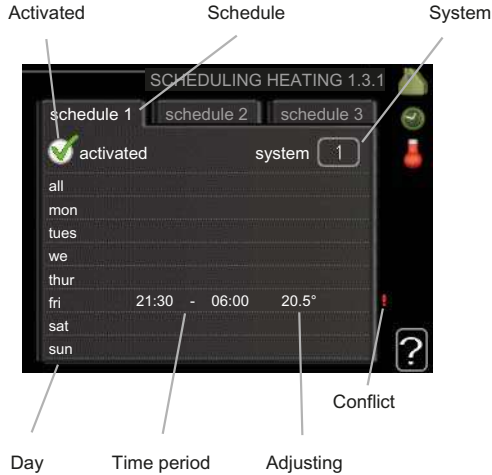 Activated Schedule System
SCHEDULING HEATING 1.3.1
schedule 1 schedule 2 schedule 3
activated system 1
all
mon
tues
we
thur
fri 21:30 - 06:00 20.5° !
sat
sun
?
Conflict
Day Time period Adjusting